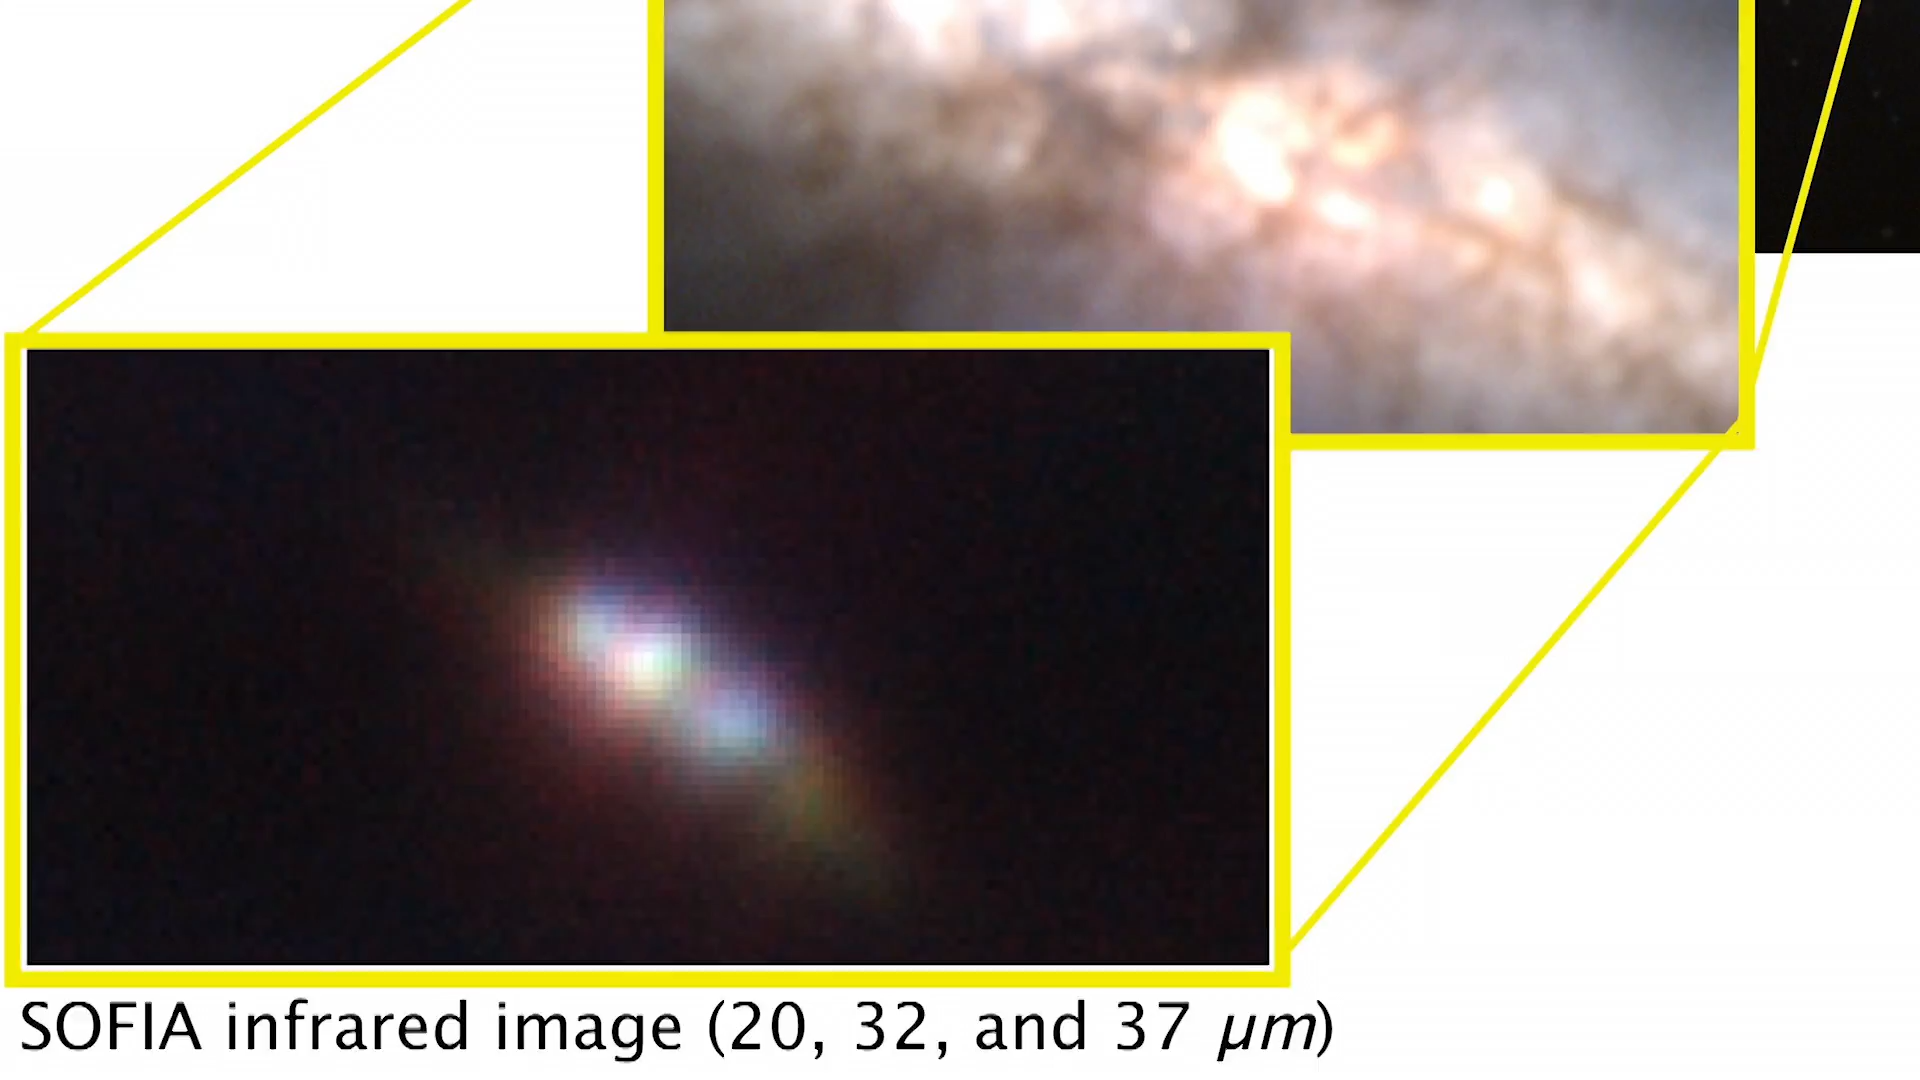 SOFIA infrared image (20, 32, and 37 µm)